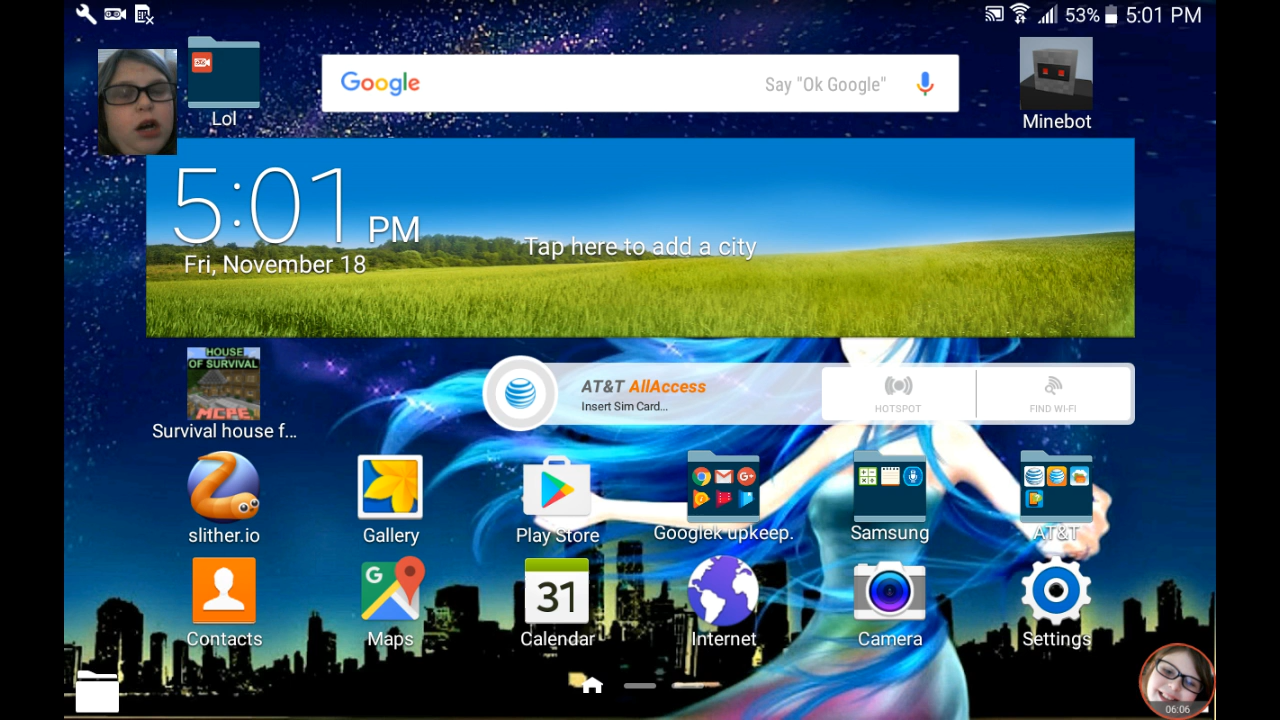 53% 5:01 PM
Google Say "Ok Google"
Lol
Minebot
5:01 PM
Tap here to add a city
Fri, November 18
HOUSE
OF SURVIVAL
MCPE
AT&T AllAccess
Insert Sim Card...
HOTSPOT
FIND WI-FI
Survival house f...
slither.io
Gallery
Play Store
Googlek upkeep.
Samsung
AT&T
G
31
Contacts
Maps
Calendar
Internet
Camera
Settings
06:06